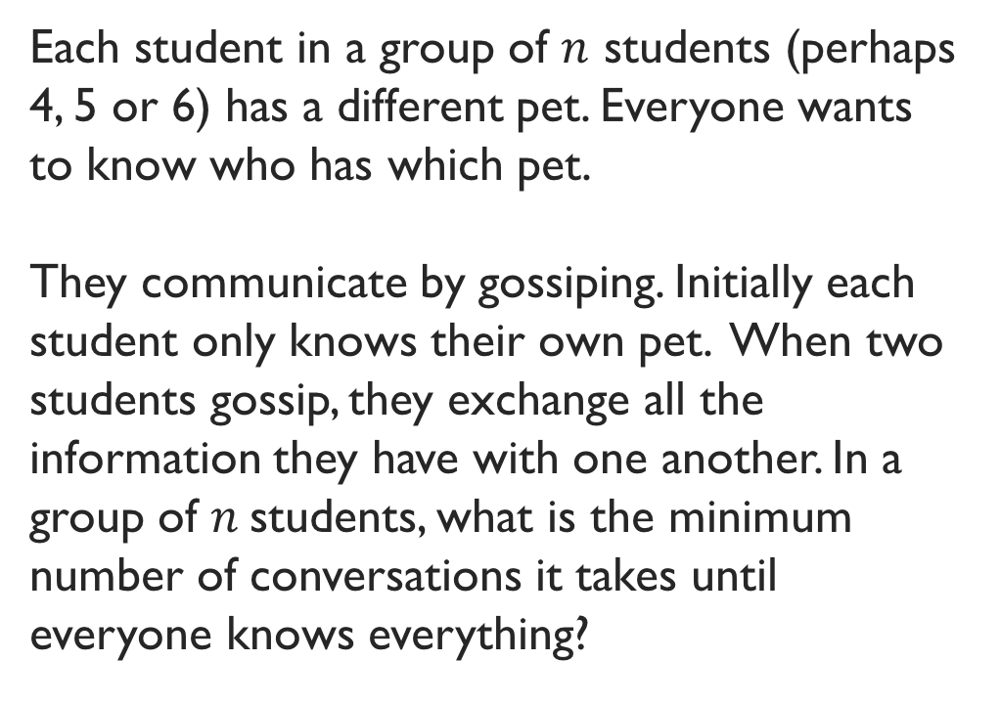 Each student in a group of n students (perhaps
4, 5 or 6) has a different pet. Everyone wants
to know who has which pet.
They communicate by gossiping. Initially each
student only knows their own pet. When two
students gossip, they exchange all the
information they have with one another. In a
group of n students, what is the minimum
number of conversations it takes until
everyone knows everything?